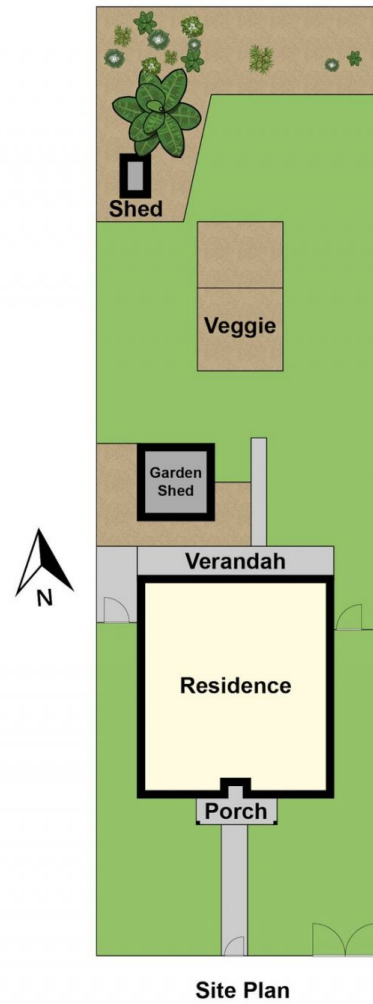 Shed
Veggie
Garden
Shed
Verandah
N
Residence
Porch
Site Plan